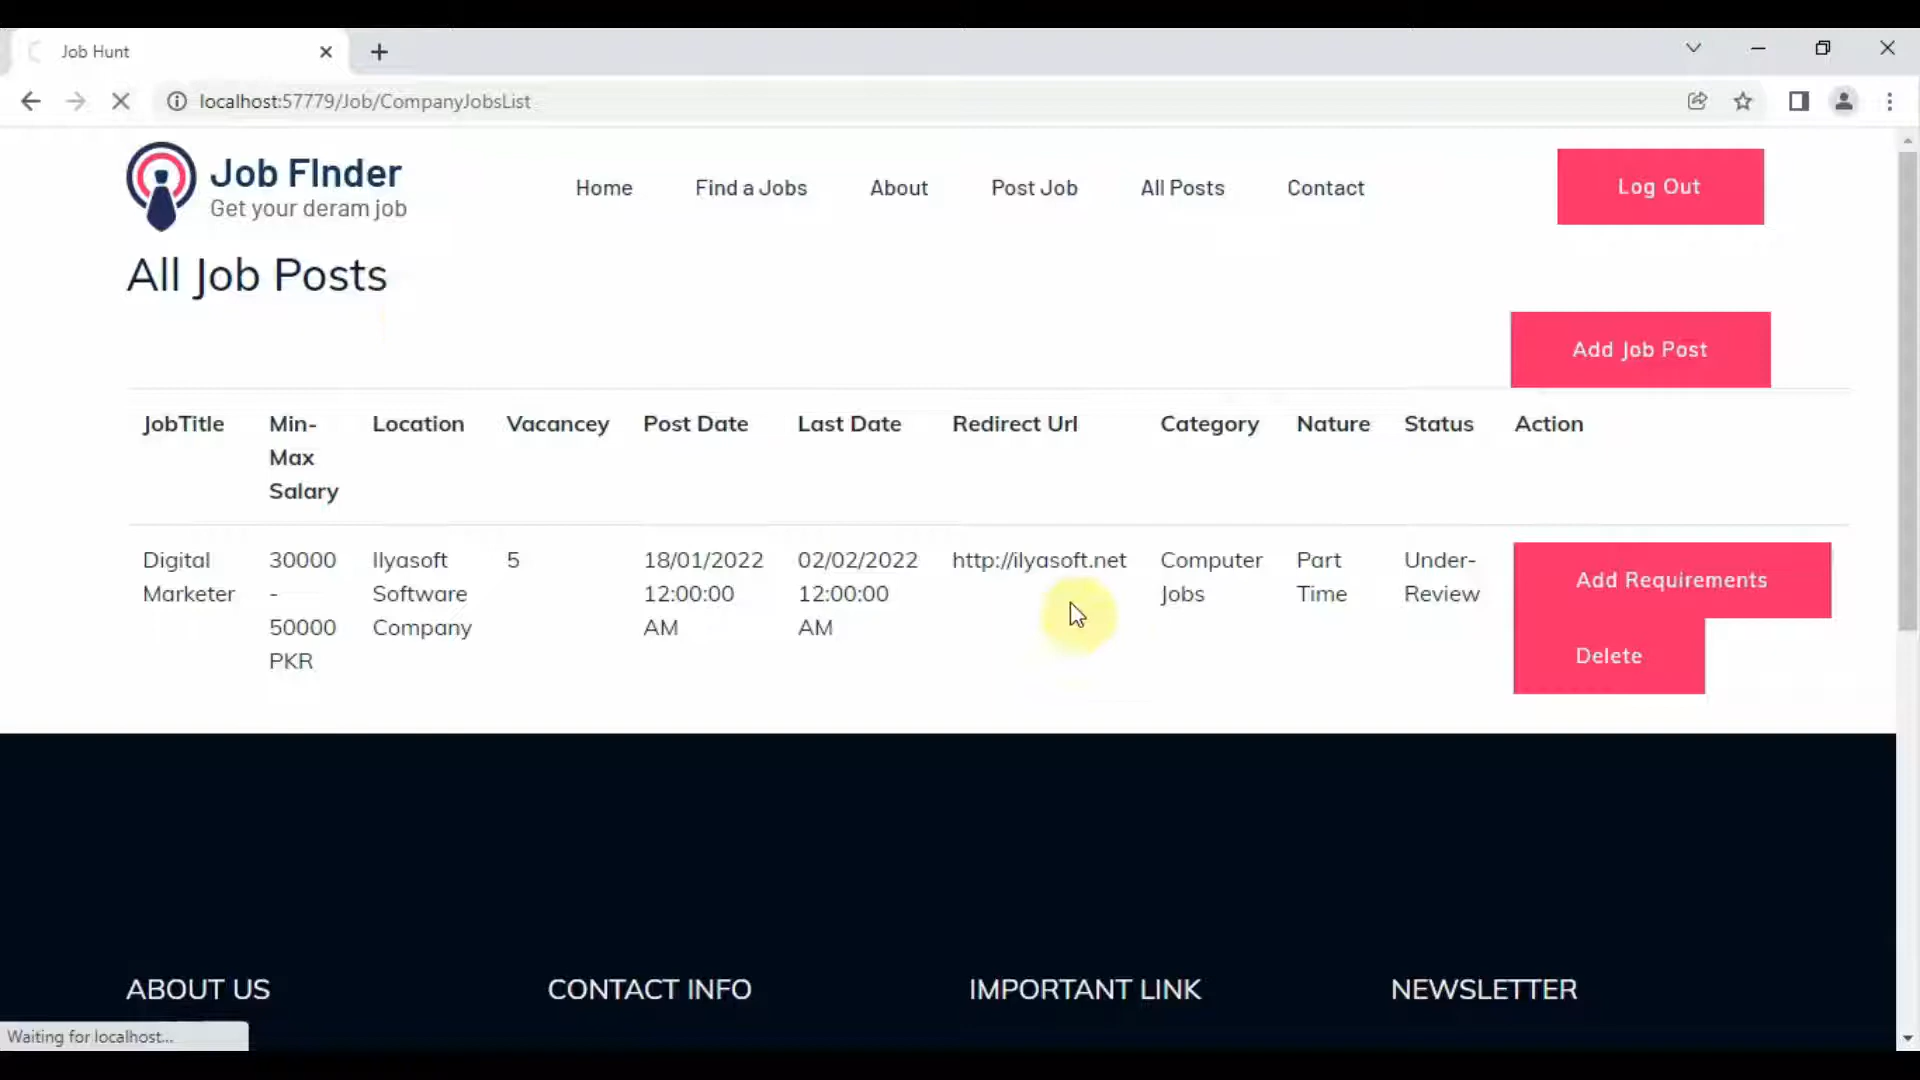 Job Hunt
localhost:57779/Job/CompanyJobsList
Job FInder
Get your deram job
Home Find a Jobs About Post Job All Posts Contact
Log Out
All Job Posts
Add Job Post
JobTitle Min- Location Vacancey Post Date Last Date Redirect Url Category Nature Status Action
Max
Salary
Digital 30000 Ilyasoft 5 18/01/2022 02/02/2022 http://ilyasoft.net Computer Part Under- Add Requirements
Marketer - Software 12:00:00 12:00:00 Jobs Time Review
50000 Company AM AM
PKR
Delete
ABOUT US CONTACT INFO IMPORTANT LINK NEWSLETTER
Waiting for localhost...